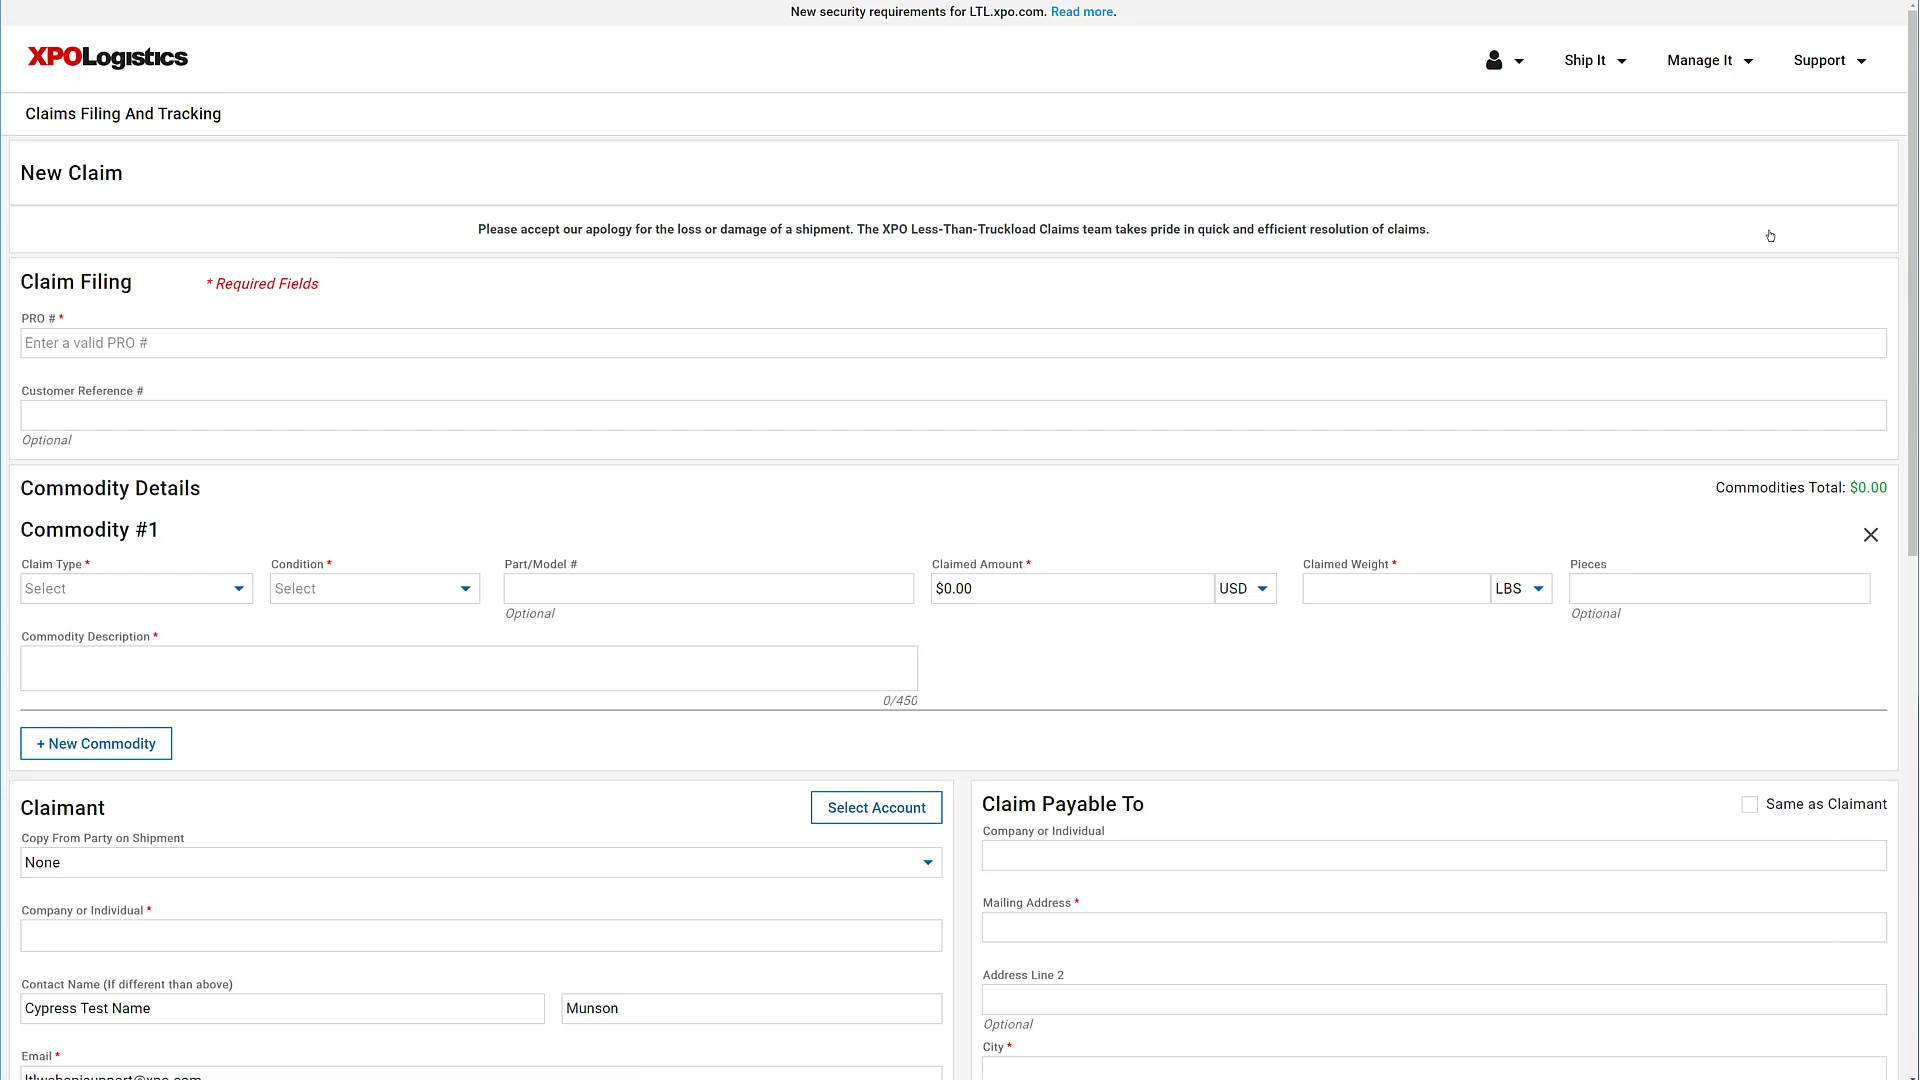 New security requirements for LTL.xpo.com. Read more.
XPOLogistics
Ship It
Manage It
Support
Claims Filing And Tracking
New Claim
Please accept our apology for the loss or damage of a shipment. The XPO Less-Than-Truckload Claims team takes pride in quick and efficient resolution of claims.
Claim Filing
* Required Fields
PRO # *
Enter a valid PRO #
Customer Reference #
Optional
Commodity Details
Commodities Total: $0.00
Commodity #1
Claim Type *
Condition *
Part/Model #
Claimed Amount *
Claimed Weight *
Pieces
Select
Select
$0.00
USD
LBS
Optional
Optional
Commodity Description *
0/450
+ New Commodity
Claimant
Select Account
Copy From Party on Shipment
None
Company or Individual *
Contact Name (If different than above)
Cypress Test Name
Munson
Email *
ltlwebapisupport@xpo.com
Claim Payable To
Same as Claimant
Company or Individual
Mailing Address *
Address Line 2
Optional
City *